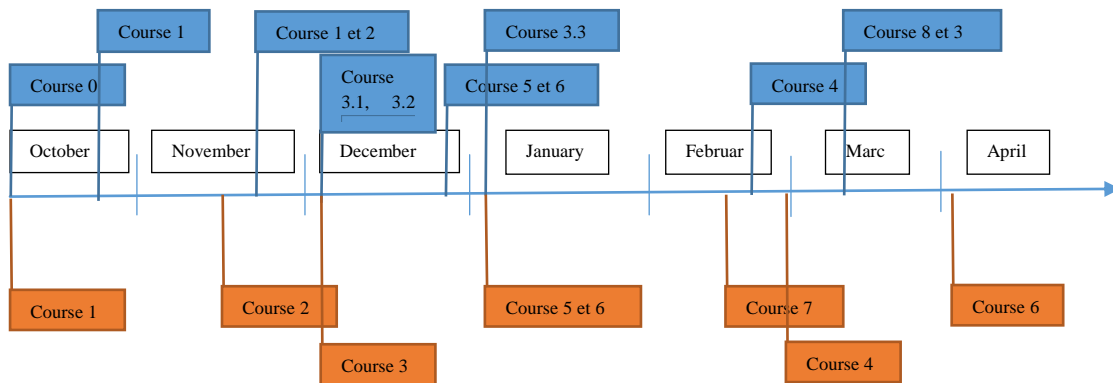 Course 1
Course 1 et 2
Course 3.3
Course 8 et 3
Course 0
Course
3.1, 3.2
Course 5 et 6
Course 4
October
November
December
January
Februar
Marc
April
Course 1
Course 2
Course 5 et 6
Course 7
Course 6
Course 3
Course 4